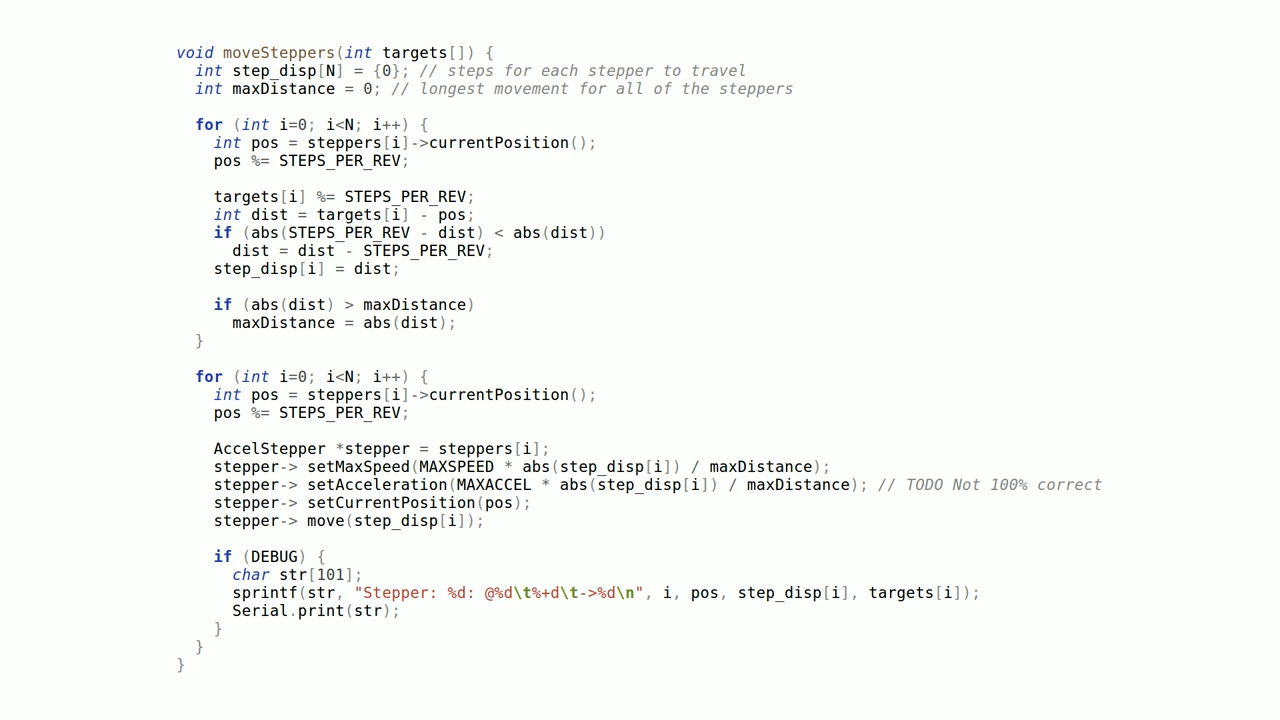 void moveSteppers(int targets[]) {
  int step_disp[N] = {0}; // steps for each stepper to travel
  int maxDistance = 0; // longest movement for all of the steppers

  for (int i=0; i<N; i++) {
    int pos = steppers[i]->currentPosition();
    pos %= STEPS_PER_REV;

    targets[i] %= STEPS_PER_REV;
    int dist = targets[i] - pos;
    if (abs(STEPS_PER_REV - dist) < abs(dist))
      dist = dist - STEPS_PER_REV;
    step_disp[i] = dist;

    if (abs(dist) > maxDistance)
      maxDistance = abs(dist);
  }

  for (int i=0; i<N; i++) {
    int pos = steppers[i]->currentPosition();
    pos %= STEPS_PER_REV;

    AccelStepper *stepper = steppers[i];
    stepper-> setMaxSpeed(MAXSPEED * abs(step_disp[i]) / maxDistance);
    stepper-> setAcceleration(MAXACCEL * abs(step_disp[i]) / maxDistance); // TODO Not 100% correct
    stepper-> setCurrentPosition(pos);
    stepper-> move(step_disp[i]);

    if (DEBUG) {
      char str[101];
      sprintf(str, "Stepper: %d: @%d\t%+d\t->%d\n", i, pos, step_disp[i], targets[i]);
      Serial.print(str);
    }
  }
}